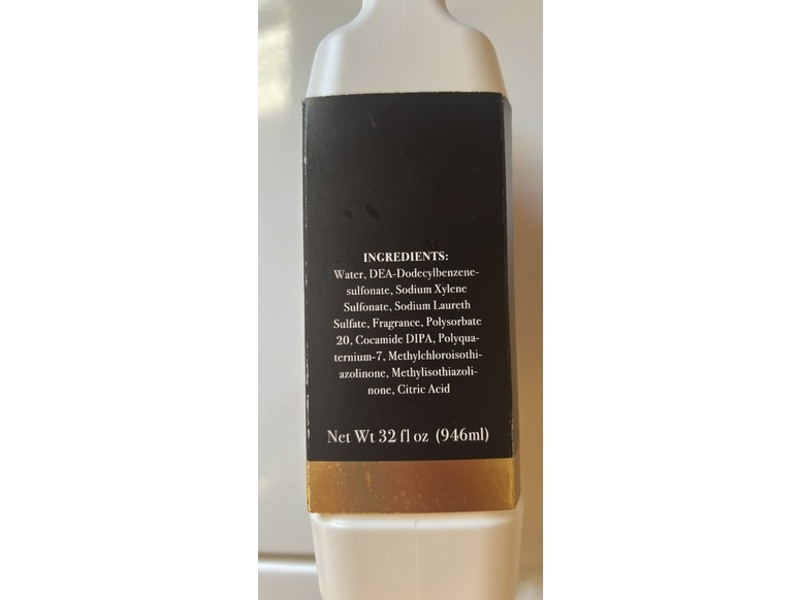 INGREDIENTS:
Water, DEA-Dodecylbenzene-
sulfonate, Sodium Xylene
Sulfonate, Sodium Laureth
Sulfate, Fragrance, Polysorbate
20, Cocamide DIPA, Polyqua-
ternium-7, Methylchloroisothi-
azolinone, Methylisothiazoli-
none, Citric Acid
Net Wt 32 fl oz (946ml)